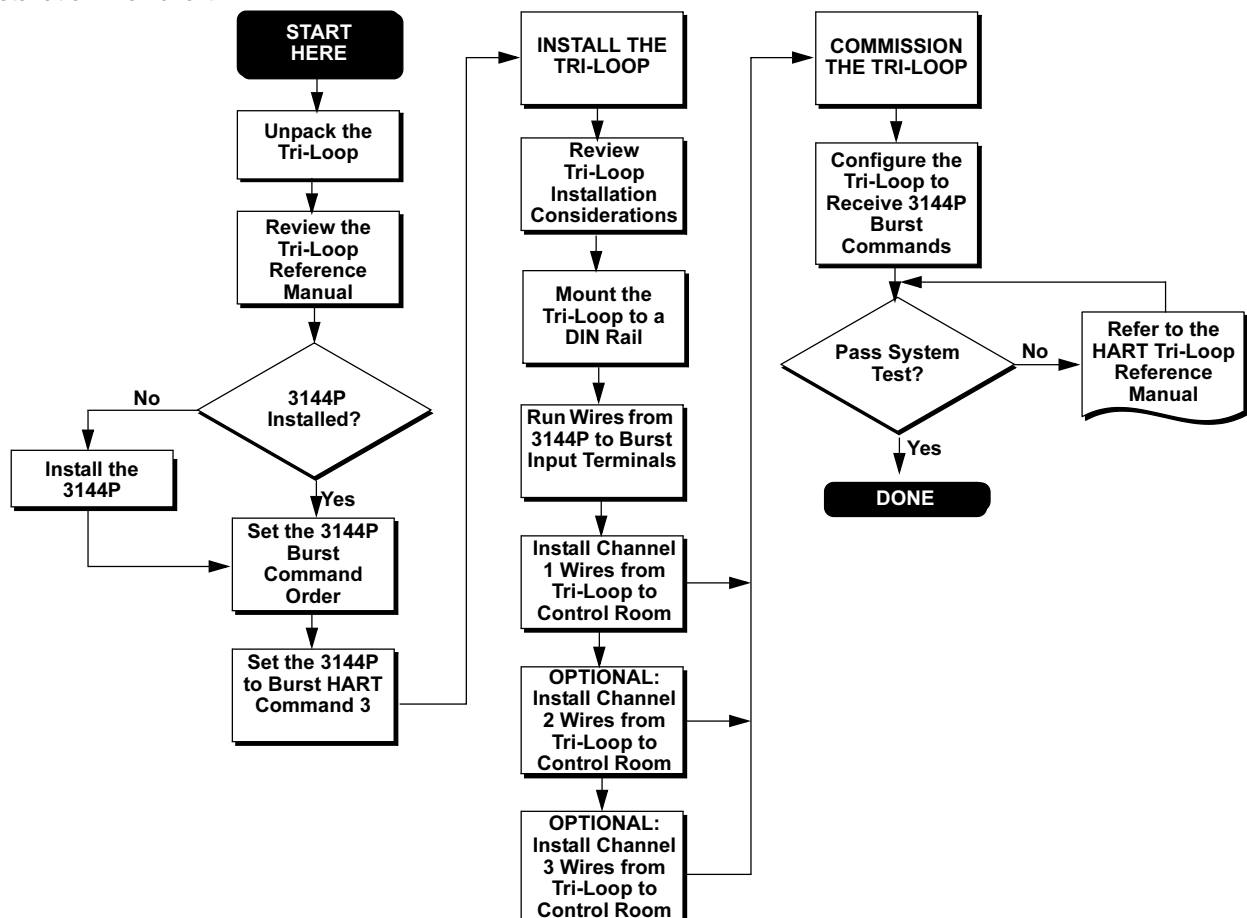 START
HERE
Unpack the
Tri-Loop
Review the
Tri-Loop
Reference
Manual
3144P
Installed?
No
Install the
3144P
Yes
Set the 3144P
Burst
Command
Order
Set the 3144P
to Burst HART
Command 3
INSTALL THE
TRI-LOOP
Review
Tri-Loop
Installation
Considerations
Mount the
Tri-Loop to a
DIN Rail
Run Wires from
3144P to Burst
Input Terminals
Install Channel
1 Wires from
Tri-Loop to
Control Room
OPTIONAL:
Install Channel
2 Wires from
Tri-Loop to
Control Room
OPTIONAL:
Install Channel
3 Wires from
Tri-Loop to
Control Room
COMMISSION
THE TRI-LOOP
Configure the
Tri-Loop to
Receive 3144P
Burst
Commands
Pass System
Test?
No
Refer to the
HART Tri-Loop
Reference
Manual
Yes
DONE